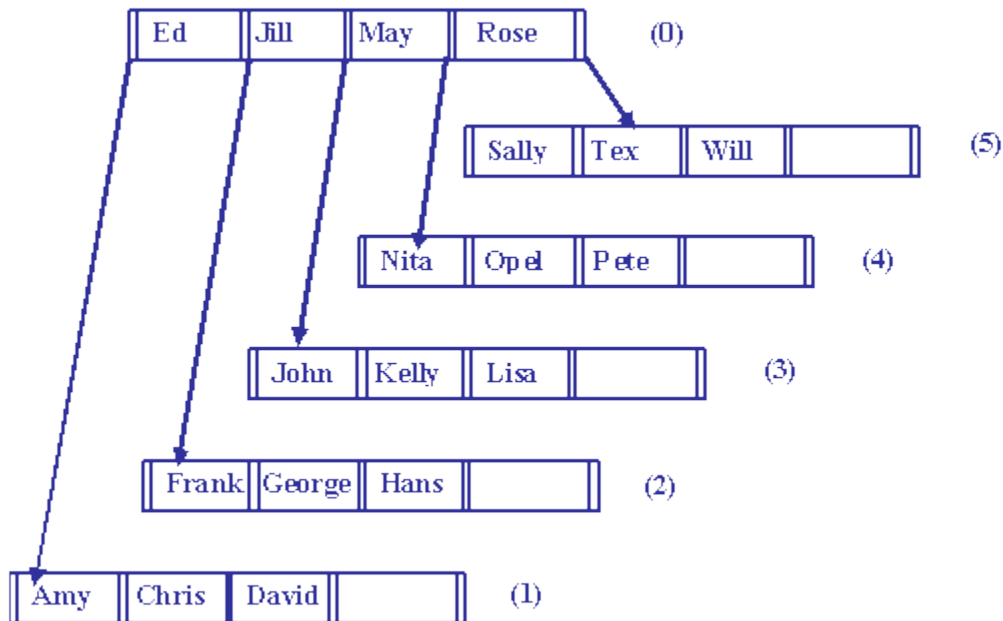 Ed Jill May Rose (0)
Sally Tex Will (5)
Nita Opel Pete (4)
John Kelly Lisa (3)
Frank George Hans (2)
Amy Chris David (1)